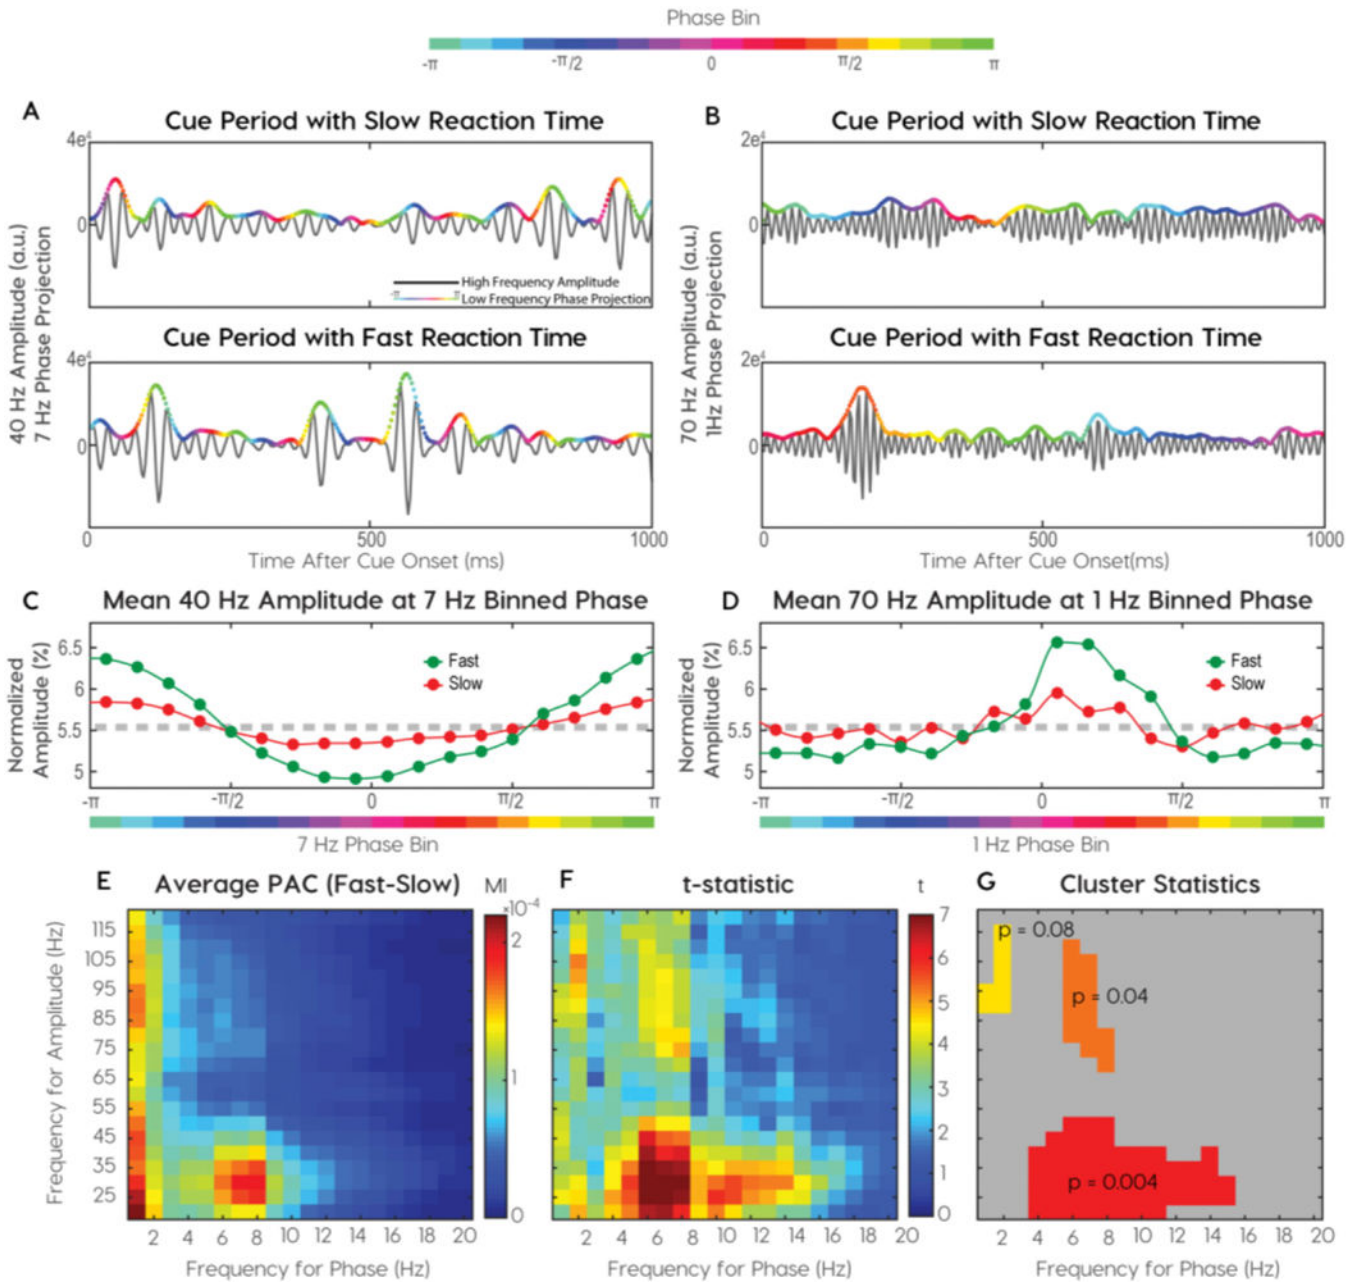 Phase Bin
-π -π/2 0 π/2 π
A Cue Period with Slow Reaction Time
4e⁴
0
40 Hz Amplitude (a.u.)
7 Hz Phase Projection
High Frequency Amplitude
-π π Low Frequency Phase Projection
Cue Period with Fast Reaction Time
4e⁴
0
0 500 1000
Time After Cue Onset (ms)
B Cue Period with Slow Reaction Time
2e⁴
0
70 Hz Amplitude (a.u.)
1Hz Phase Projection
Cue Period with Fast Reaction Time
2e⁴
0
0 500 1000
Time After Cue Onset(ms)
C Mean 40 Hz Amplitude at 7 Hz Binned Phase
Normalized
Amplitude (%)
6.5
6
5.5
5
Fast
Slow
-π -π/2 0 π/2 π
7 Hz Phase Bin
D Mean 70 Hz Amplitude at 1 Hz Binned Phase
Normalized
Amplitude (%)
6.5
6
5.5
5
Fast
Slow
-π -π/2 0 π/2 π
1 Hz Phase Bin
E Average PAC (Fast-Slow) MI
×10⁻⁴
2
1
0
Frequency for Amplitude (Hz)
115
105
95
85
75
65
55
45
35
25
2 4 6 8 10 12 14 16 18 20
Frequency for Phase (Hz)
F t-statistic t
7
6
5
4
3
2
1
0
2 4 6 8 10 12 14 16 18 20
Frequency for Phase (Hz)
G Cluster Statistics
p = 0.08
p = 0.04
p = 0.004
2 4 6 8 10 12 14 16 18 20
Frequency for Phase (Hz)